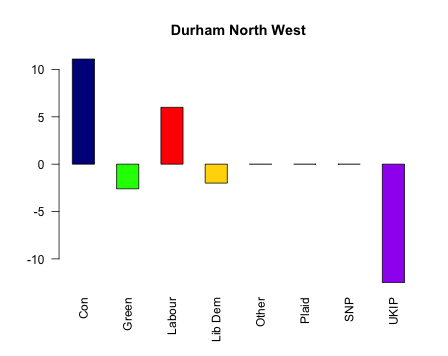 Durham North West
10
5
0
-5
-10
Con
Green
Labour
Lib Dem
Other
Plaid
SNP
UKIP